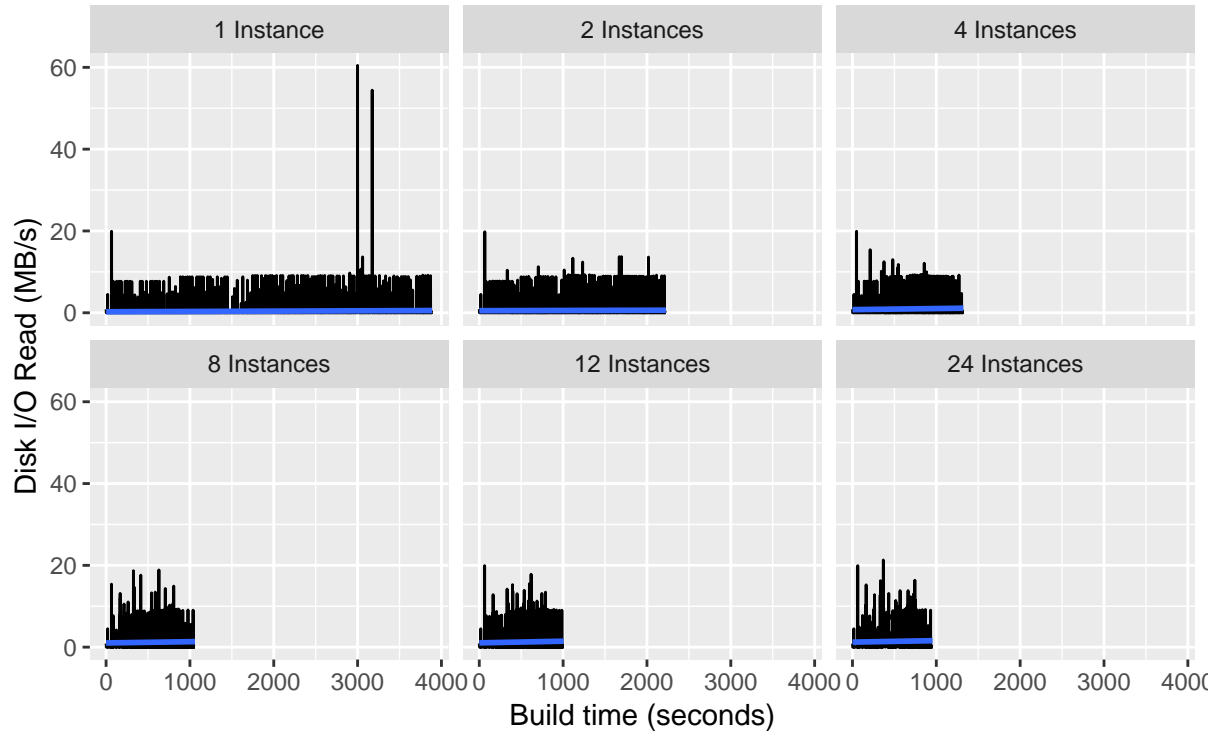 1 Instance
2 Instances
4 Instances
60
40
20
0
8 Instances
12 Instances
24 Instances
60
40
20
0
0 1000 2000 3000 4000 0 1000 2000 3000 4000 0 1000 2000 3000 4000
Build time (seconds)
Disk I/O Read (MB/s)